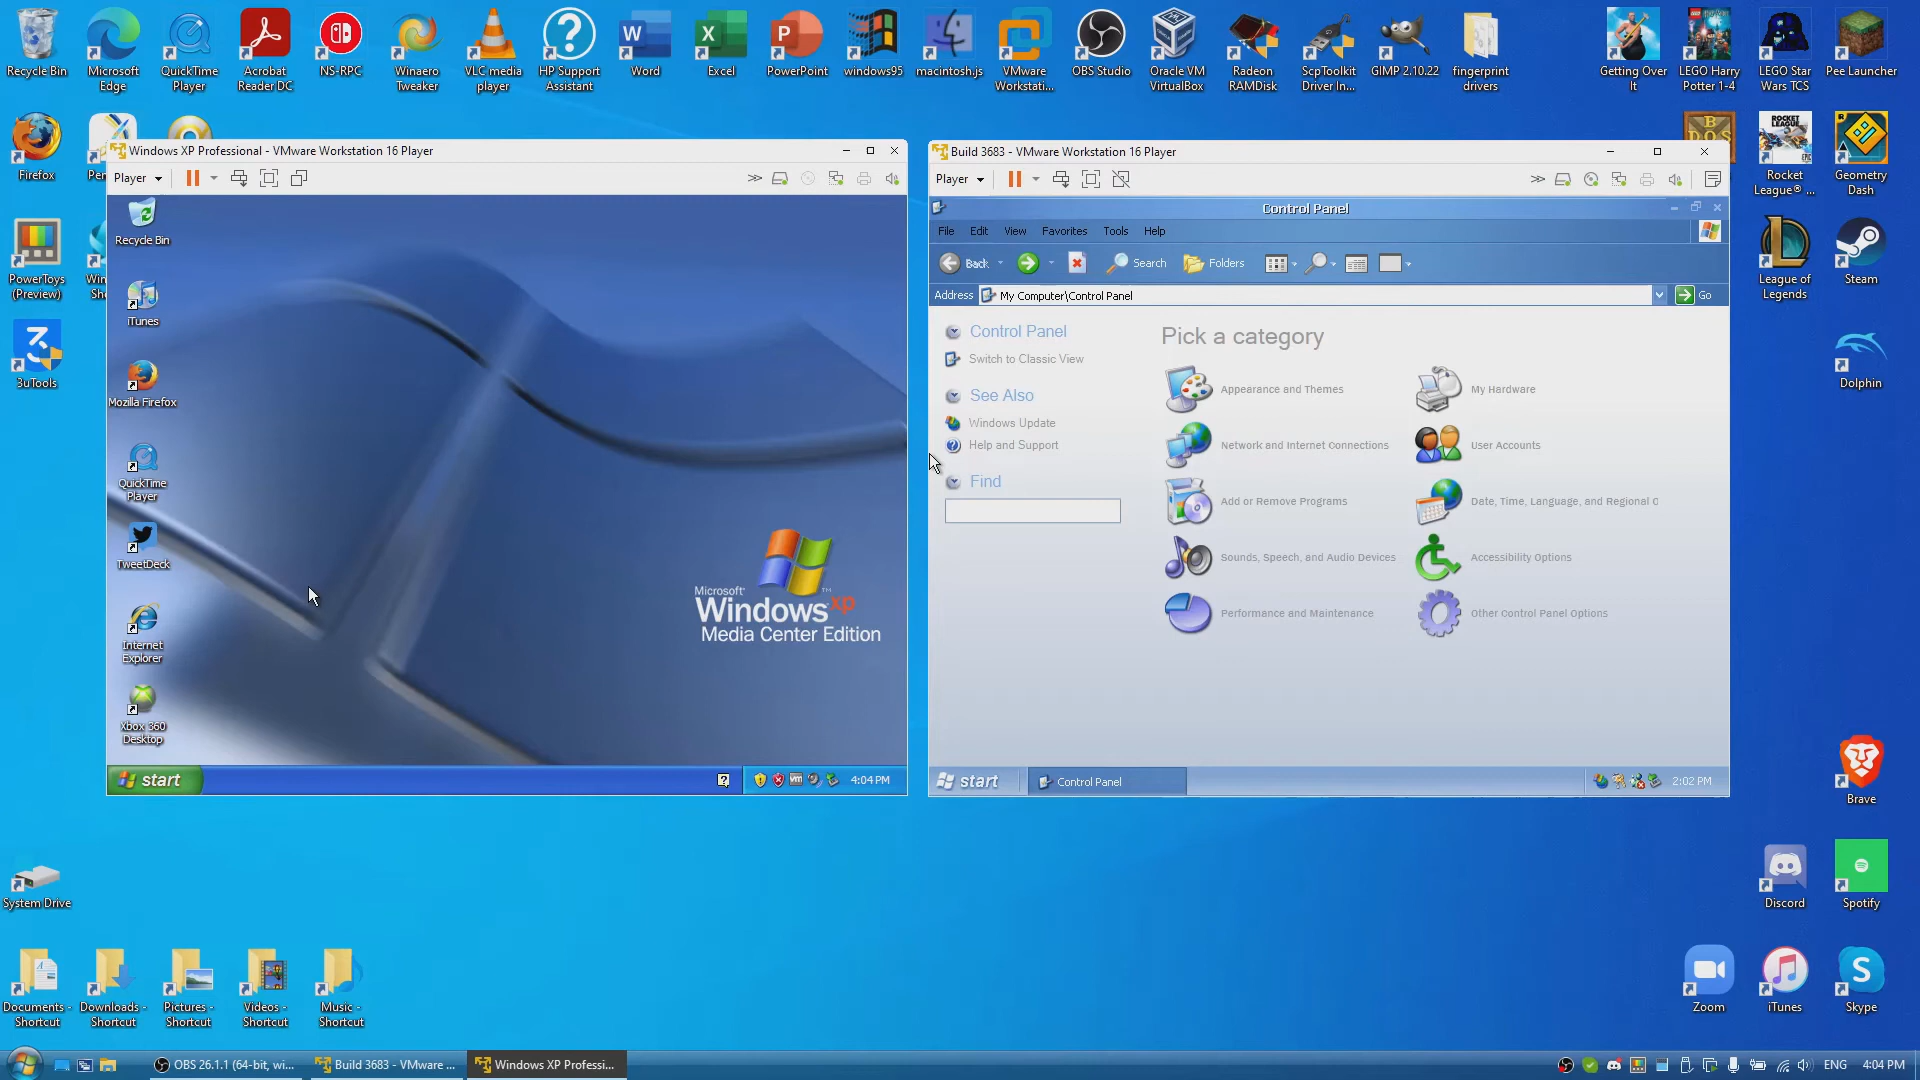 Recycle Bin
Microsoft
Edge
QuickTime
Player
Acrobat
Reader DC
NS-RPC
Winaero
Tweaker
VLC media
player
HP Support
Assistant
Word
Excel
PowerPoint
windows95
macintosh.js
VMware
Workstati...
OBS Studio
Oracle VM
VirtualBox
Radeon
RAMDisk
ScpToolkit
Driver In...
GIMP 2.10.22
fingerprint
drivers
Getting Over
It
LEGO Harry
Potter 1-4
LEGO Star
Wars TCS
Pee Launcher
Firefox
Rocket
League® ...
Geometry
Dash
PowerToys
(Preview)
League of
Legends
Steam
3uTools
Dolphin
Windows XP Professional - VMware Workstation 16 Player
Player
Recycle Bin
iTunes
Mozilla Firefox
QuickTime
Player
TweetDeck
Internet
Explorer
Xbox 360
Desktop
Microsoft
Windows xp
Media Center Edition
start
4:04 PM
Build 3683 - VMware Workstation 16 Player
Player
Control Panel
File Edit View Favorites Tools Help
Back Search Folders
Address My Computer\Control Panel Go
Control Panel
Switch to Classic View
See Also
Windows Update
Help and Support
Find
Pick a category
Appearance and Themes
My Hardware
Network and Internet Connections
User Accounts
Add or Remove Programs
Date, Time, Language, and Regional O
Sounds, Speech, and Audio Devices
Accessibility Options
Performance and Maintenance
Other Control Panel Options
start
Control Panel
2:02 PM
Brave
System Drive
Discord
Spotify
Documents -
Shortcut
Downloads -
Shortcut
Pictures -
Shortcut
Videos -
Shortcut
Music -
Shortcut
Zoom
iTunes
Skype
OBS 26.1.1 (64-bit, wi...
Build 3683 - VMware ...
Windows XP Professi...
ENG
4:04 PM